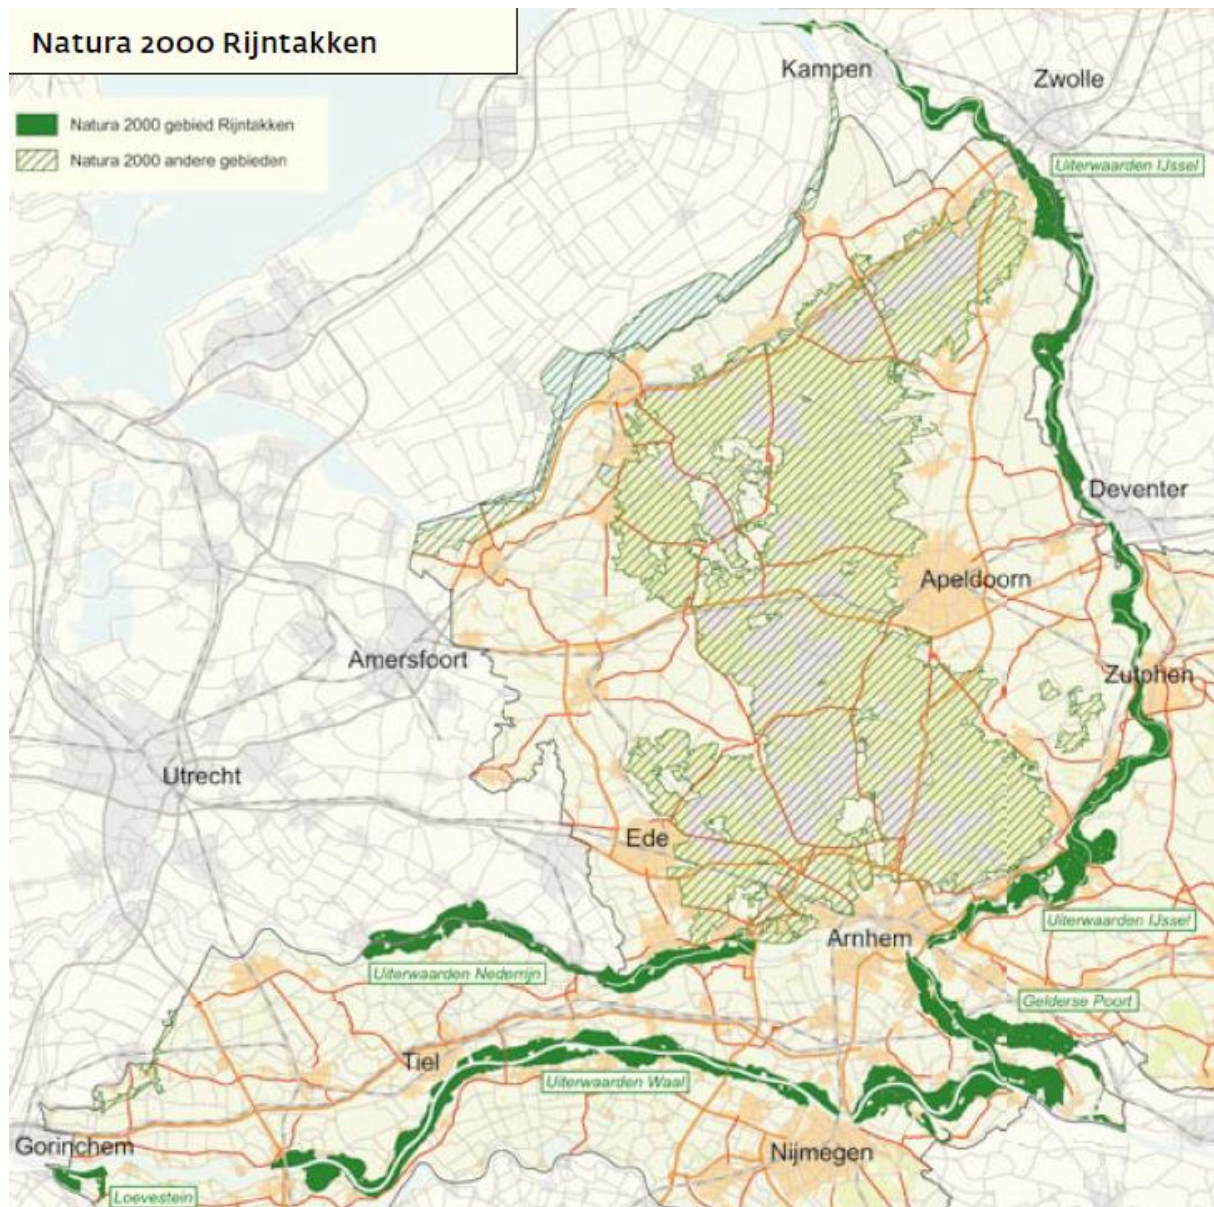 Natura 2000 Rijntakken
Natura 2000 gebied Rijntakken
Natura 2000 andere gebieden
Kampen
Zwolle
Uiterwaarden IJssel
Deventer
Apeldoorn
Amersfoort
Zutphen
Utrecht
Ede
Uiterwaarden IJssel
Arnhem
Uiterwaarden Nederrijn
Gelderse Poort
Tiel
Uiterwaarden Waal
Gorinchem
Nijmegen
Loevestein